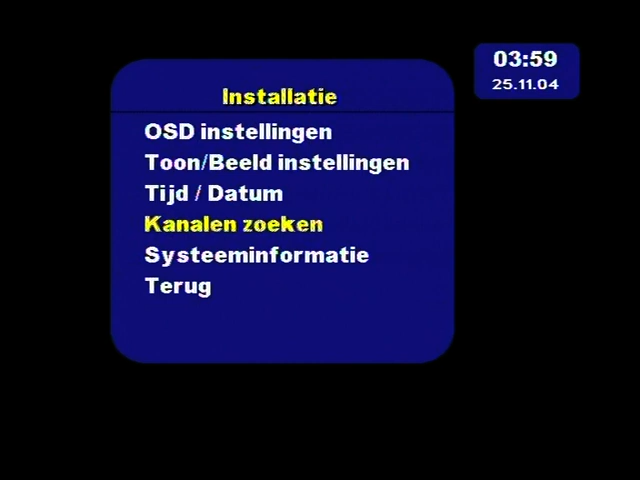 Installatie
OSD instellingen
Toon/Beeld instellingen
Tijd / Datum
Kanalen zoeken
Systeeminformatie
Terug
03:59
25.11.04